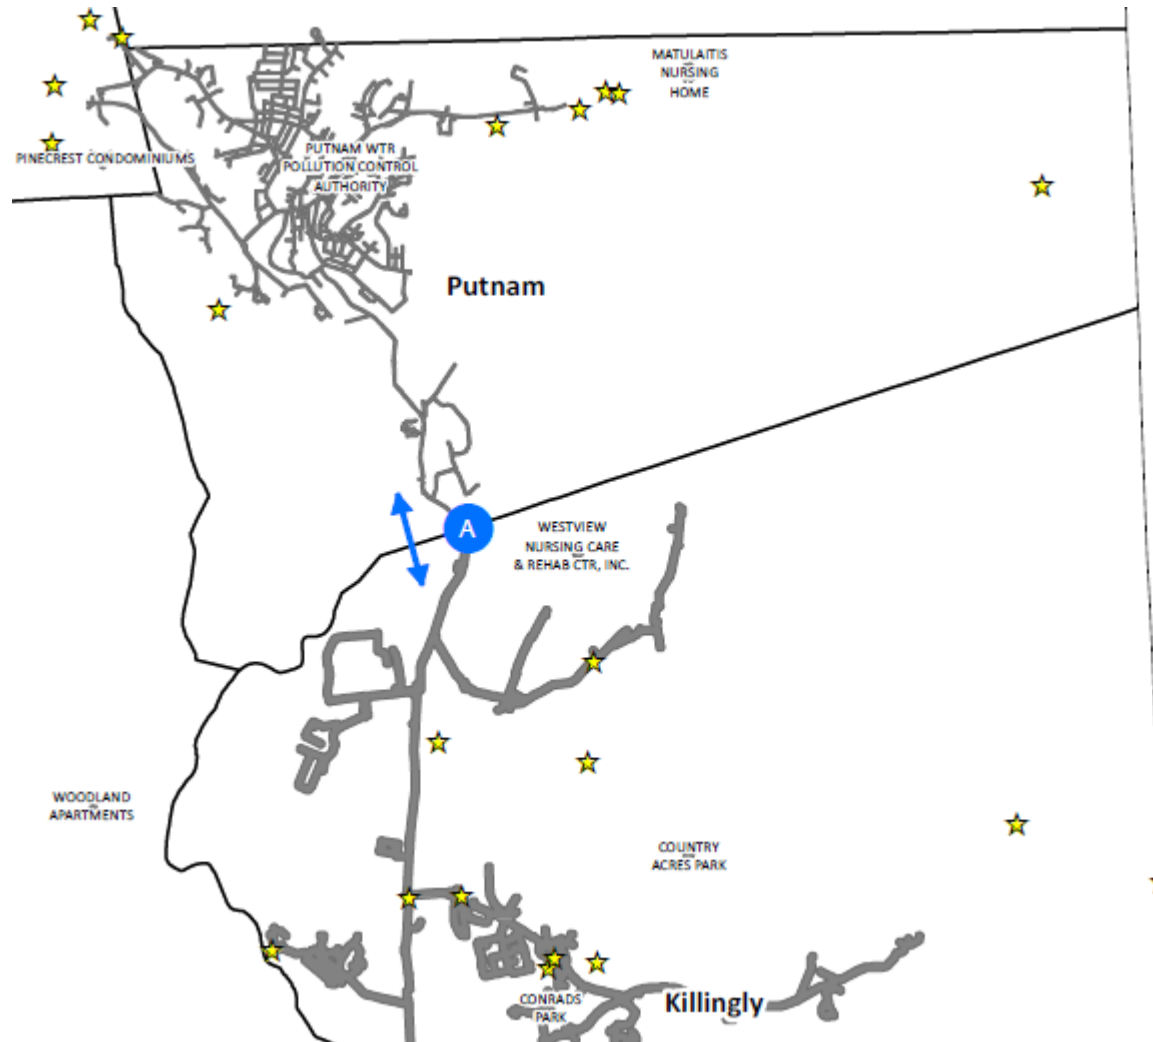 MATULAITIS
NURSING
HOME
PINECREST CONDOMINIUMS
PUTNAM WTR
POLLUTION CONTROL
AUTHORITY
Putnam
A
WESTVIEW
NURSING CARE
& REHAB CTR, INC.
WOODLAND
APARTMENTS
COUNTRY
ACRES PARK
CONRADS
PARK
Killingly